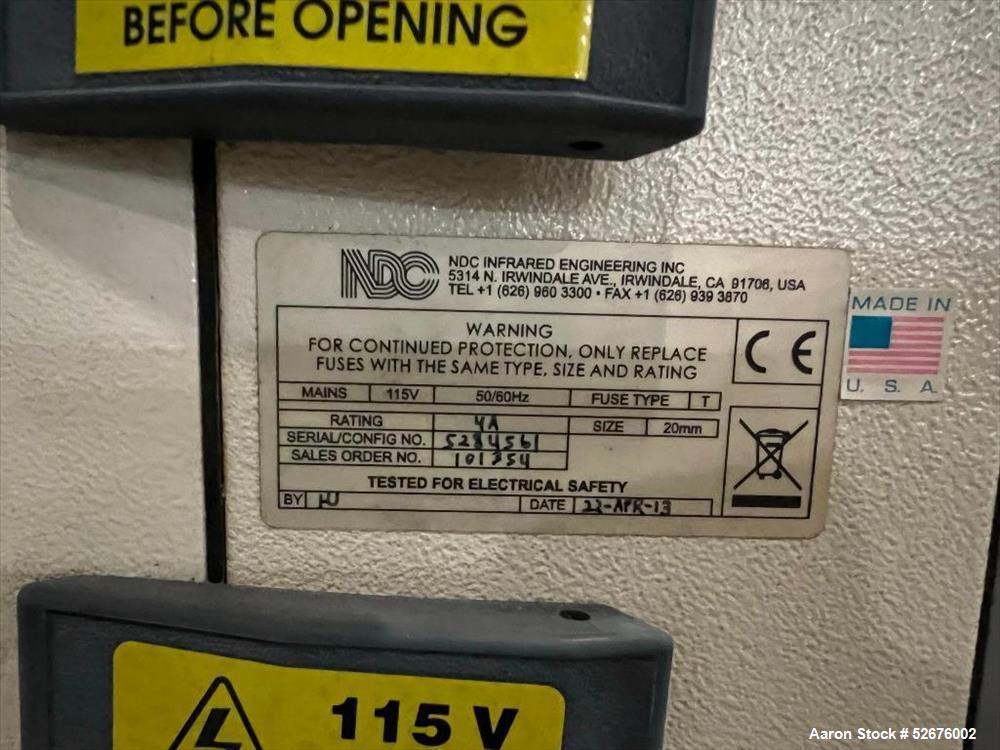 BEFORE OPENING
NDC
NDC INFRARED ENGINEERING INC
5314 N. IRWINDALE AVE., IRWINDALE, CA 91706, USA
TEL +1 (626) 960 3300 • FAX +1 (626) 939 3870
WARNING
FOR CONTINUED PROTECTION, ONLY REPLACE
FUSES WITH THE SAME TYPE, SIZE AND RATING
CE
MADE IN
U. S. A.
MAINS 115V 50/60Hz FUSE TYPE T
RATING 4A SIZE 20mm
SERIAL/CONFIG NO. 5284561
SALES ORDER NO. 101354
TESTED FOR ELECTRICAL SAFETY
BY DATE 22-APR-13
115 V
Aaron Stock # 52676002